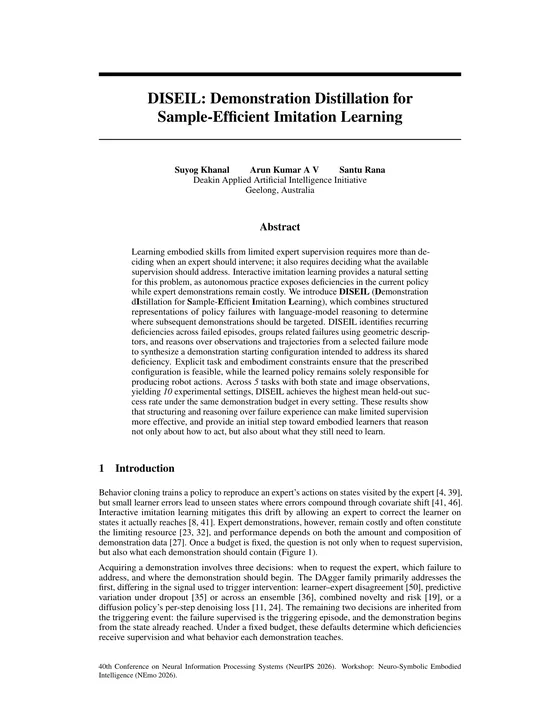 DISEIL: Demonstration Distillation for
Sample-Efficient Imitation Learning
Suyog Khanal Arun Kumar A V Santu Rana
Deakin Applied Artificial Intelligence Initiative
Geelong, Australia
Abstract
Learning embodied skills from limited expert supervision requires more than de-
ciding when an expert should intervene; it also requires deciding what the available
supervision should address. Interactive imitation learning provides a natural setting
for this problem, as autonomous practice exposes deficiencies in the current policy
while expert demonstrations remain costly. We introduce DISEIL (Demonstration
dIstillation for Sample-Efficient Imitation Learning), which combines structured
representations of policy failures with language-model reasoning to determine
where subsequent demonstrations should be targeted. DISEIL identifies recurring
deficiencies across failed episodes, groups related failures using geometric descrip-
tors, and reasons over observations and trajectories from a selected failure mode
to synthesize a demonstration starting configuration intended to address its shared
deficiency. Explicit task and embodiment constraints ensure that the prescribed
configuration is feasible, while the learned policy remains solely responsible for
producing robot actions. Across 5 tasks with both state and image observations,
yielding 10 experimental settings, DISEIL achieves the highest mean held-out suc-
cess rate under the same demonstration budget in every setting. These results show
that structuring and reasoning over failure experience can make limited supervision
more effective, and provide an initial step toward embodied learners that reason
not only about how to act, but also about what they still need to learn.
1 Introduction
Behavior cloning trains a policy to reproduce an expert's actions on states visited by the expert [4, 39],
but small learner errors lead to unseen states where errors compound through covariate shift [41, 46].
Interactive imitation learning mitigates this drift by allowing an expert to correct the learner on
states it actually reaches [8, 41]. Expert demonstrations, however, remain costly and often constitute
the limiting resource [23, 32], and performance depends on both the amount and composition of
demonstration data [27]. Once a budget is fixed, the question is not only when to request supervision,
but also what each demonstration should contain (Figure 1).
Acquiring a demonstration involves three decisions: when to request the expert, which failure to
address, and where the demonstration should begin. The DAgger family primarily addresses the
first, differing in the signal used to trigger intervention: learner–expert disagreement [50], predictive
variation under dropout [35] or across an ensemble [36], combined novelty and risk [19], or a
diffusion policy's per-step denoising loss [11, 24]. The remaining two decisions are inherited from
the triggering event: the failure supervised is the triggering episode, and the demonstration begins
from the state already reached. Under a fixed budget, these defaults determine which deficiencies
receive supervision and what behavior each demonstration teaches.
40th Conference on Neural Information Processing Systems (NeurIPS 2026). Workshop: Neuro-Symbolic Embodied
Intelligence (NEmo 2026).